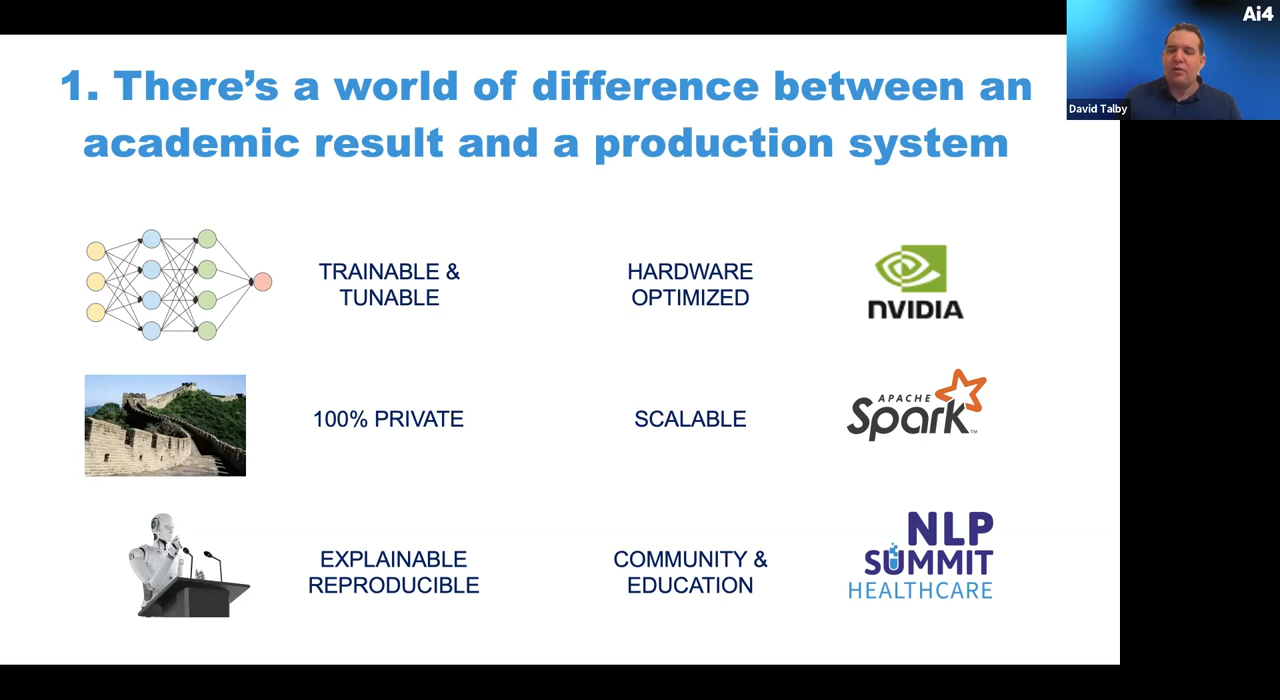 1. There's a world of difference between an
academic result and a production system
Ai4
David Talby
TRAINABLE &
TUNABLE
HARDWARE
OPTIMIZED
NVIDIA
100% PRIVATE
SCALABLE
APACHE
Spark™
EXPLAINABLE
REPRODUCIBLE
COMMUNITY &
EDUCATION
NLP
SUMMIT
HEALTHCARE